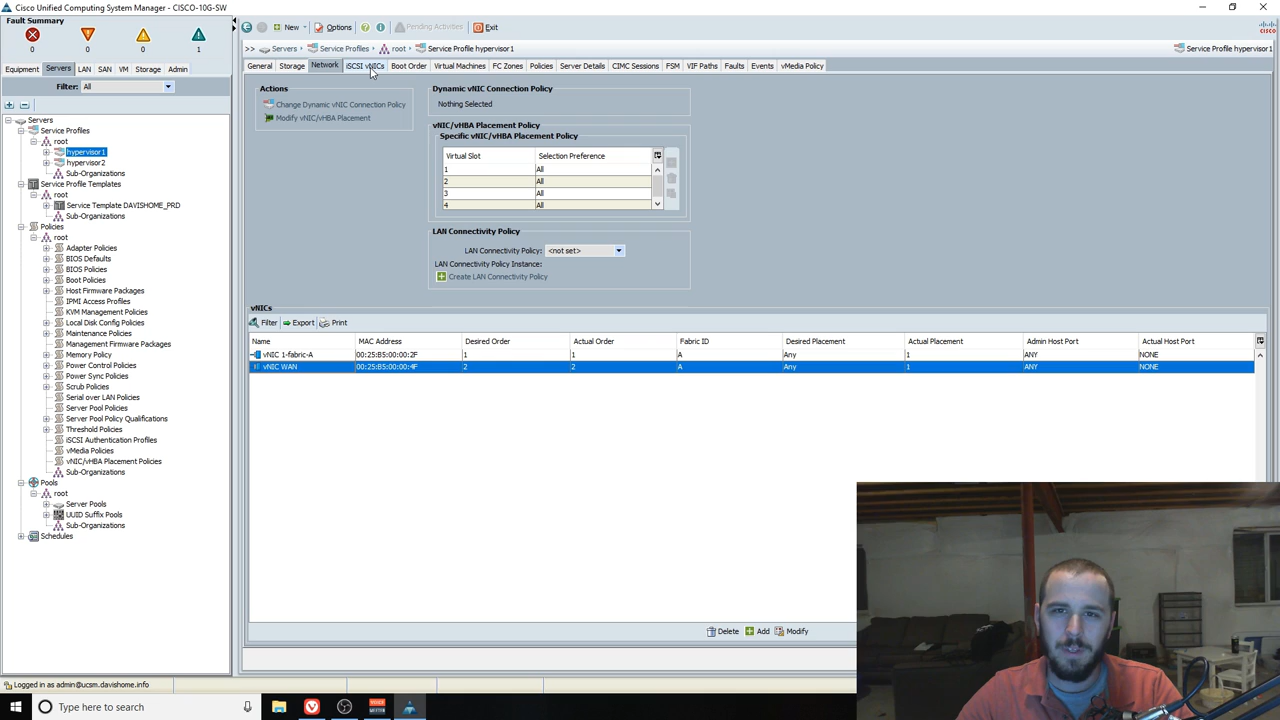 Cisco Unified Computing System Manager - CISCO-10G-SW
Fault Summary
0 0 0 1
Equipment Servers LAN SAN VM Storage Admin
Filter: All
Servers
Service Profiles
root
hypervisor1
hypervisor2
Sub-Organizations
Service Profile Templates
root
Service Template DAVISHOME_PRD
Sub-Organizations
Policies
root
Adapter Policies
BIOS Defaults
BIOS Policies
Boot Policies
Host Firmware Packages
IPMI Access Profiles
KVM Management Policies
Local Disk Config Policies
Maintenance Policies
Management Firmware Packages
Memory Policy
Power Control Policies
Power Sync Policies
Scrub Policies
Serial over LAN Policies
Server Pool Policies
Server Pool Policy Qualifications
Threshold Policies
iSCSI Authentication Profiles
vMedia Policies
vNIC/vHBA Placement Policies
Sub-Organizations
Pools
root
Server Pools
UUID Suffix Pools
Sub-Organizations
Schedules
Logged in as admin@ucsm.davishome.info
New Options Pending Activities Exit
>> Servers Service Profiles root Service Profile hypervisor1 Service Profile hypervisor1
General Storage Network iSCSI vNICs Boot Order Virtual Machines FC Zones Policies Server Details CIMC Sessions FSM VIF Paths Faults Events vMedia Policy
Actions
Change Dynamic vNIC Connection Policy
Modify vNIC/vHBA Placement
Dynamic vNIC Connection Policy
Nothing Selected
vNIC/vHBA Placement Policy
Specific vNIC/vHBA Placement Policy
Virtual Slot Selection Preference
1 All
2 All
3 All
4 All
LAN Connectivity Policy
LAN Connectivity Policy: <not set>
LAN Connectivity Policy Instance:
Create LAN Connectivity Policy
vNICs
Filter Export Print
Name MAC Address Desired Order Actual Order Fabric ID Desired Placement Actual Placement Admin Host Port Actual Host Port
vNIC 1-fabric-A 00:25:B5:00:00:2F 1 1 A Any 1 ANY NONE
vNIC WAN 00:25:B5:00:00:4F 2 2 A Any 1 ANY NONE
Delete Add Modify
Type here to search